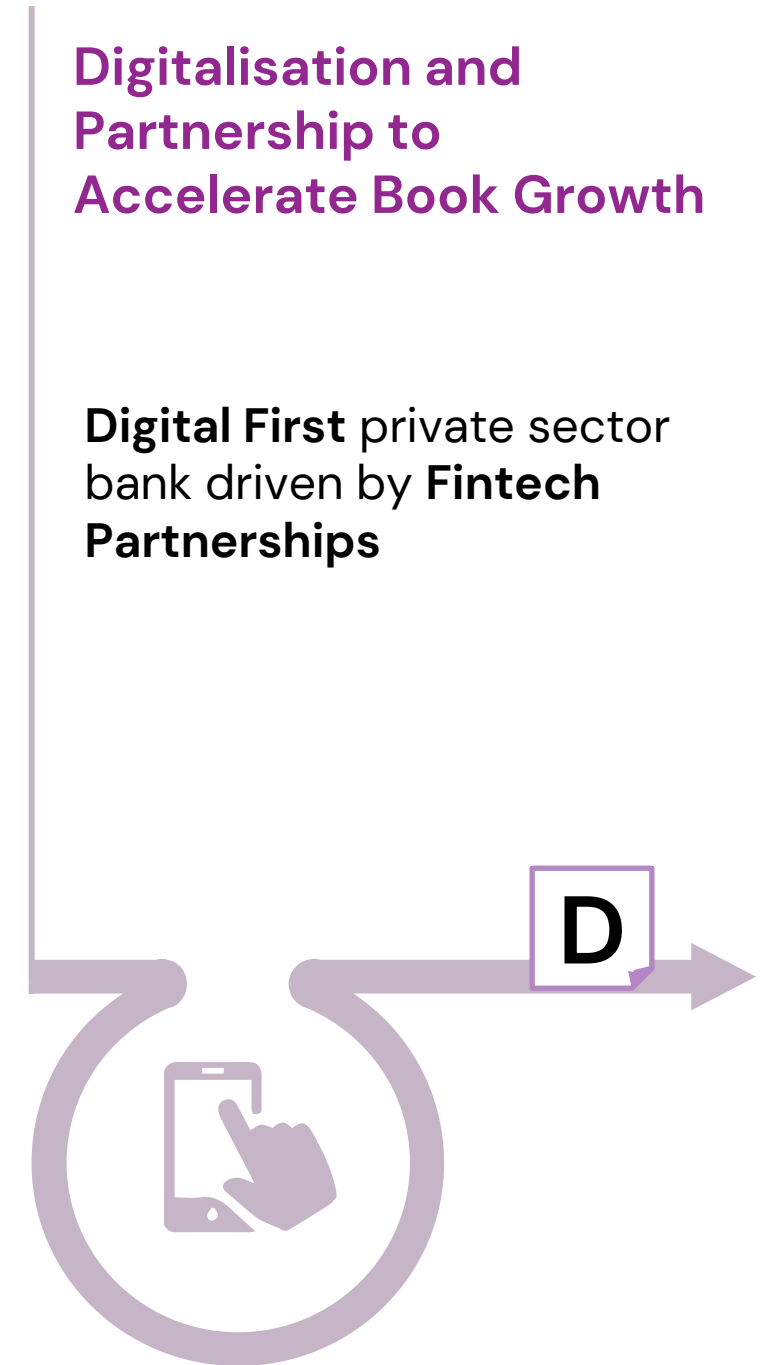 Digitalisation and
Partnership to
Accelerate Book Growth
Digital First private sector
bank driven by Fintech
Partnerships
D